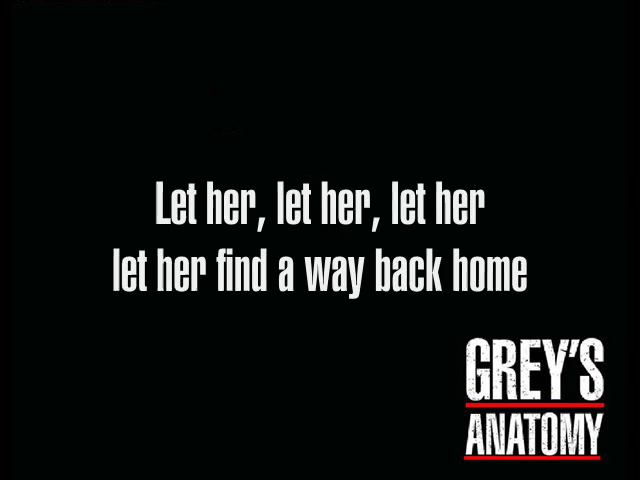 Let her, let her, let her
let her find a way back home
GREY'S
ANATOMY